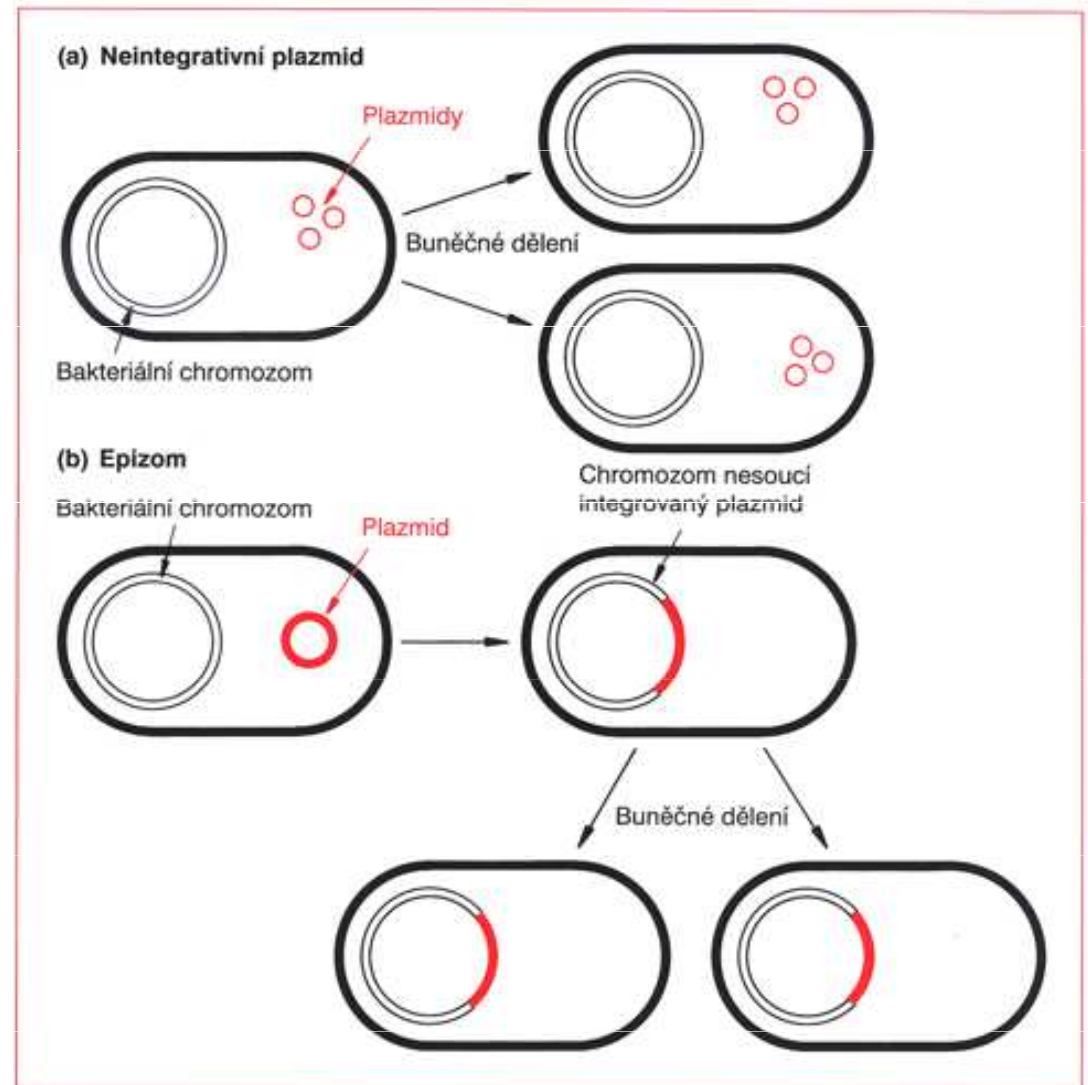 (a) Neintegrativní plazmid
Plazmidy
Buněčné dělení
Bakteriální chromozom
(b) Epizom
Bakteriální chromozom
Plazmid
Chromozom nesoucí
integrovaný plazmid
Buněčné dělení